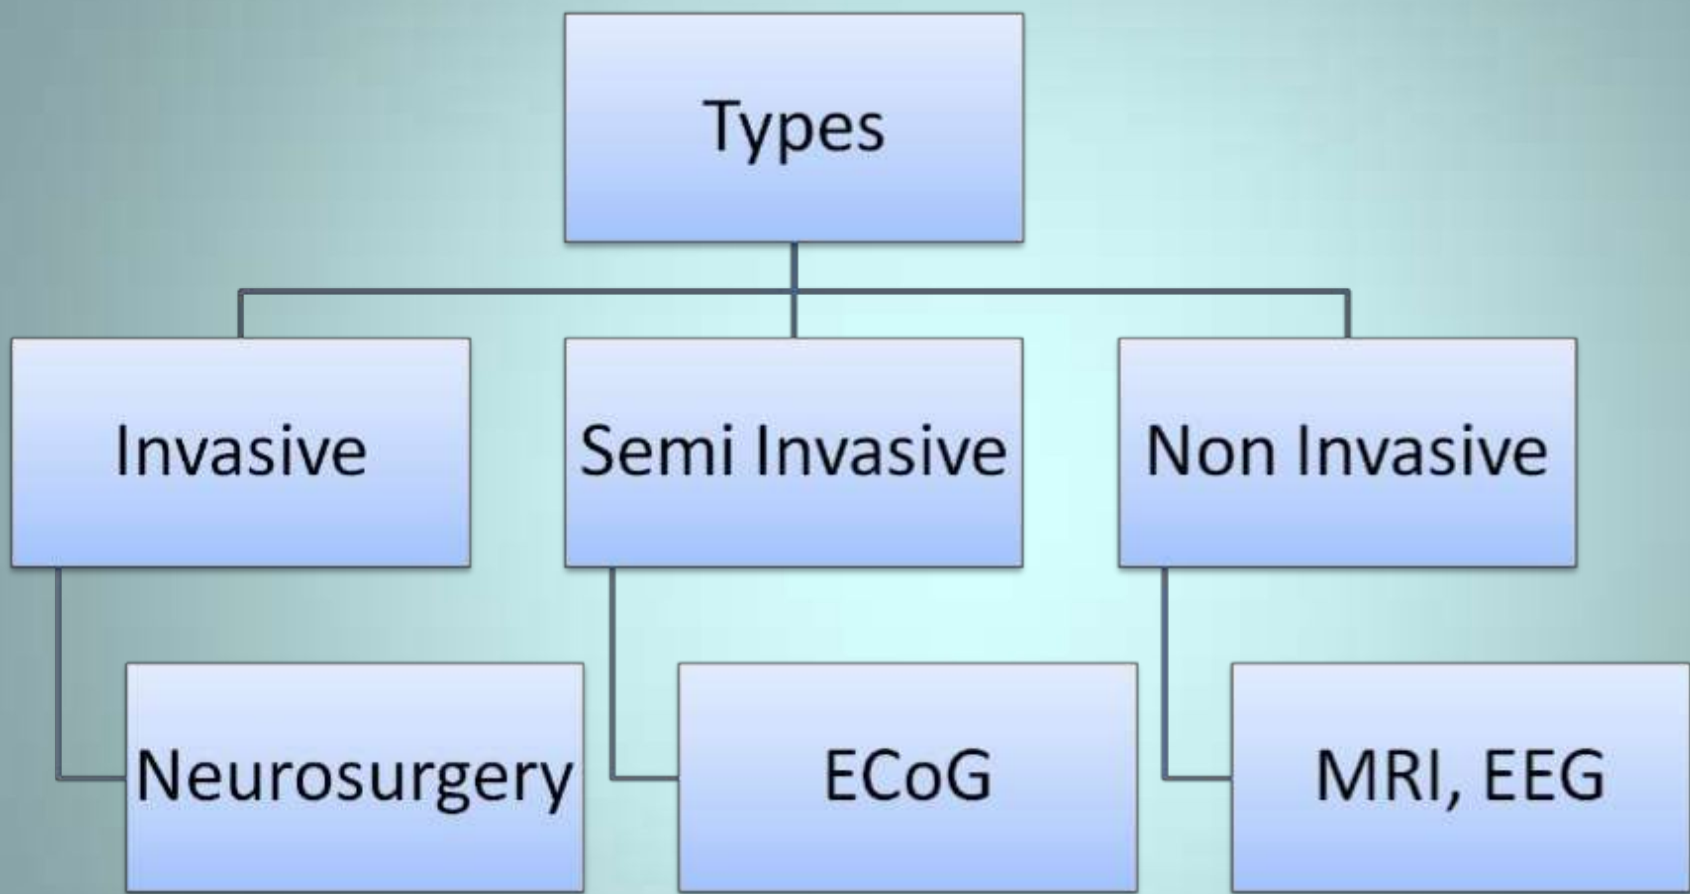 Types
Invasive
Semi Invasive
Non Invasive
Neurosurgery
ECoG
MRI, EEG